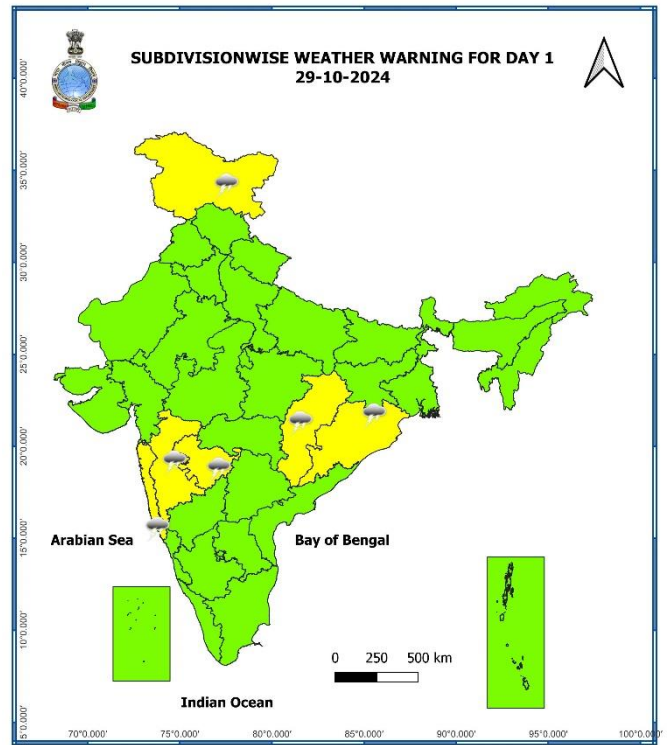 SUBDIVISIONWISE WEATHER WARNING FOR DAY 1
29-10-2024
40°0.000'
35°0.000'
30°0.000'
25°0.000'
20°0.000'
15°0.000'
10°0.000'
5°0.000'
Arabian Sea
Bay of Bengal
0 250 500 km
Indian Ocean
70°0.000' 75°0.000' 80°0.000' 85°0.000' 90°0.000' 95°0.000' 100°0.000'